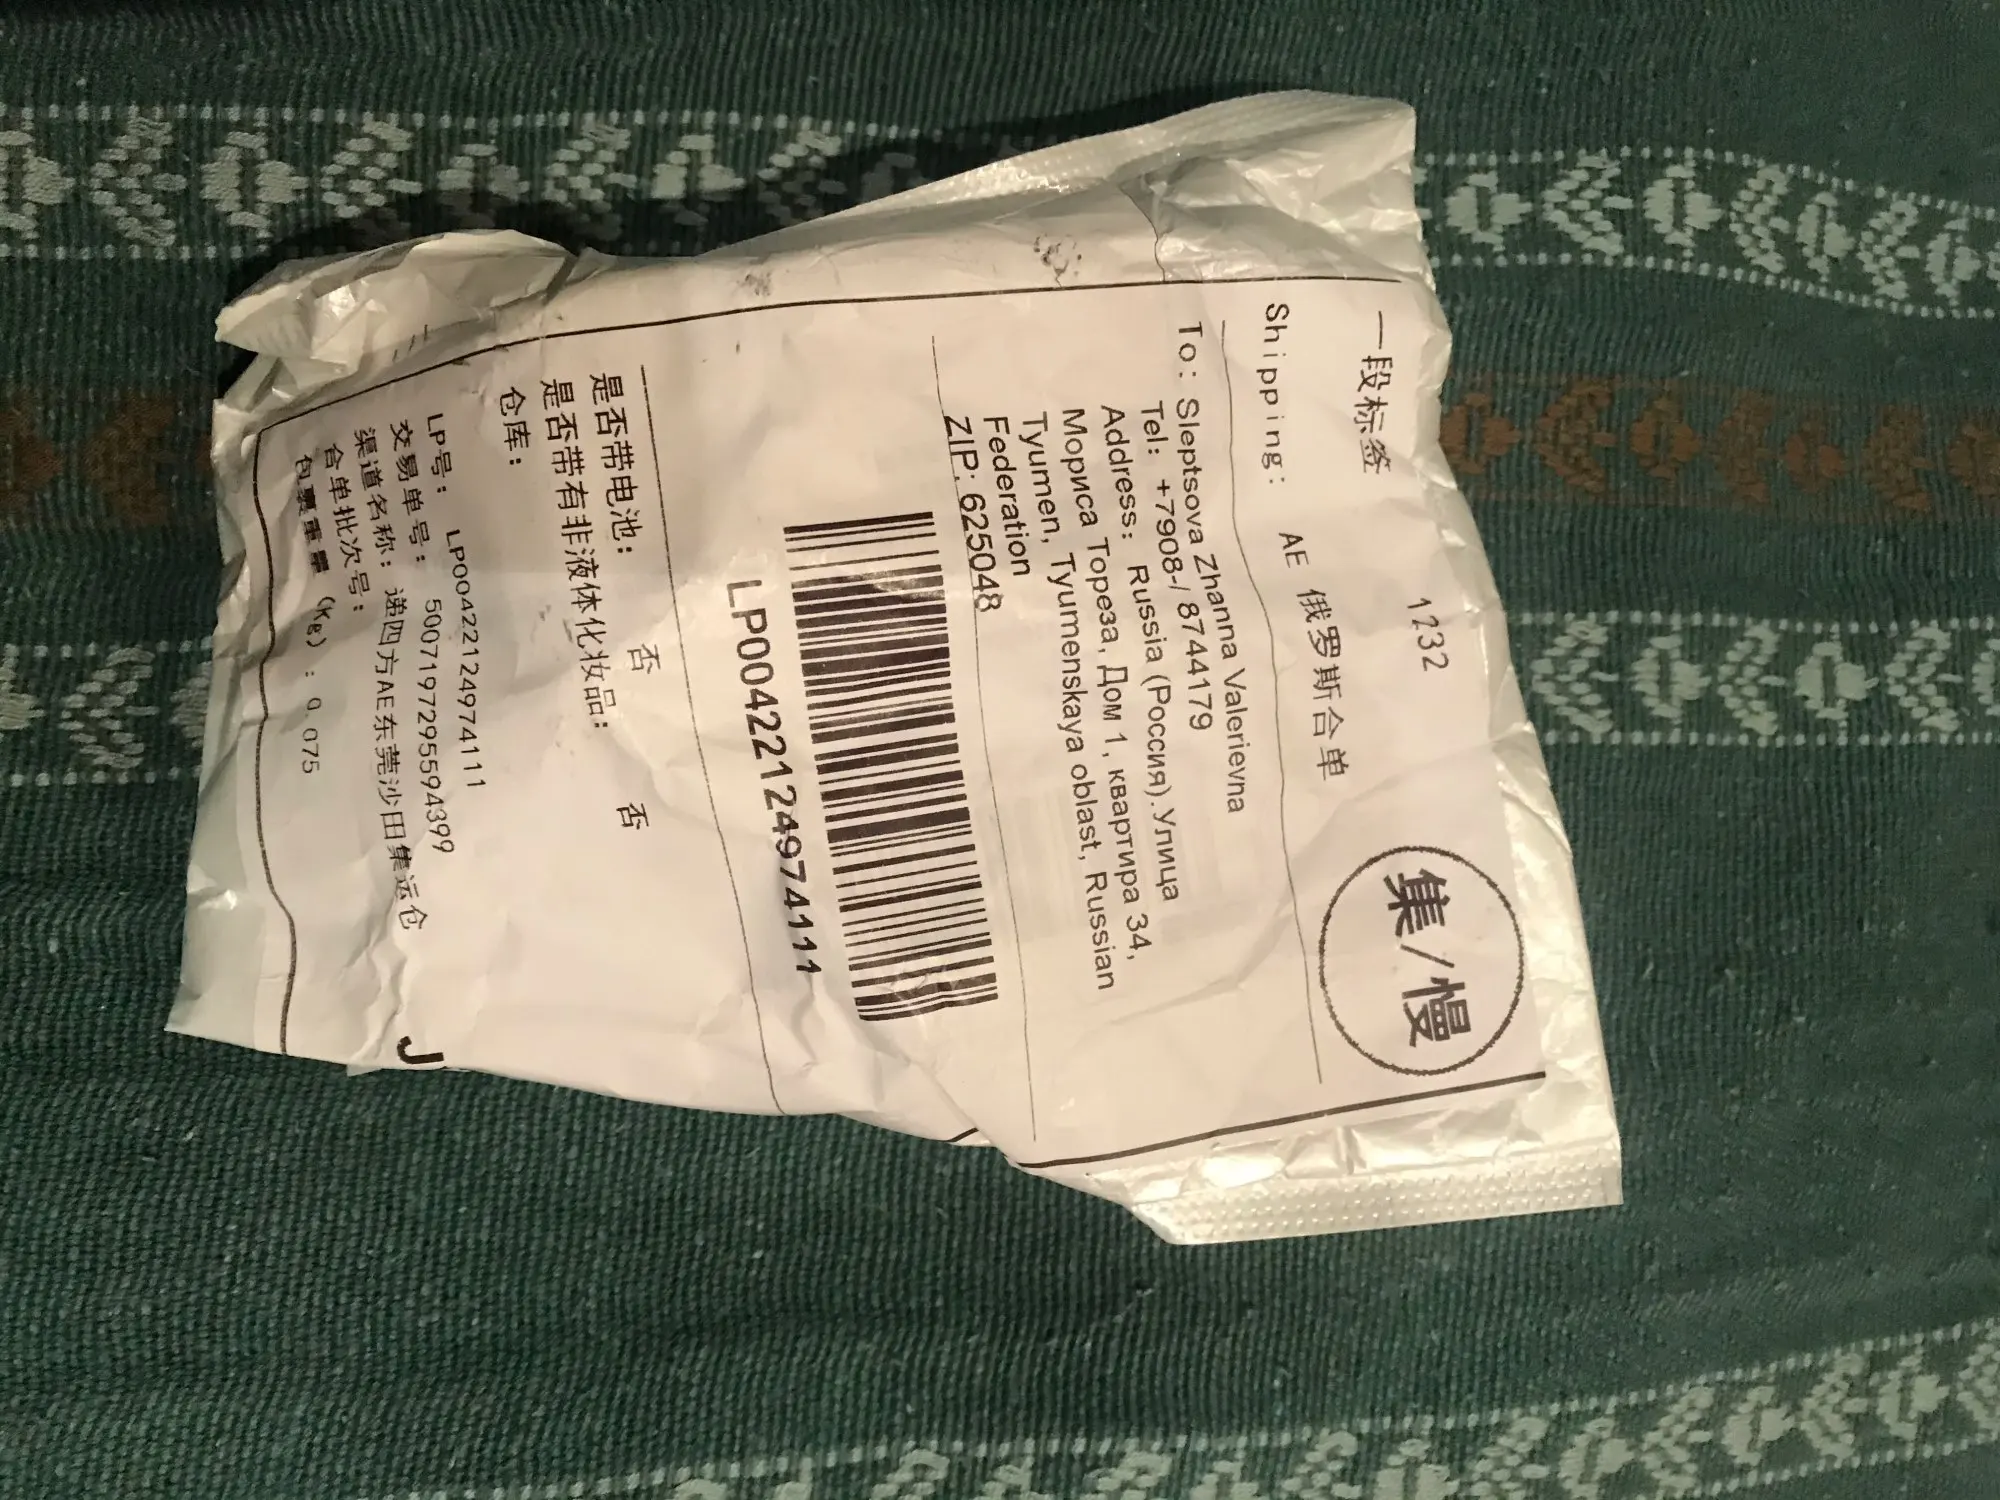 一段标签
1232
集/慢
Shipping: AE 俄罗斯合单
To: Sleptsova Zhanna Valerievna
Tel: +7908-/ 8744179
Address: Russia (Россия).Улица
Мориса Тореза, Дом 1, квартира 34,
Tyumen, Tyumenskaya oblast, Russian
Federation
ZIP: 625048
LP00422124974111
是否带电池: 否
是否带有非液体化妆品: 否
仓库:
LP号: LP00422124974111
交易单号: 5007197295594399
渠道名称: 递四方AE东莞沙田集运仓
合单批次号:
包裹重量 (Kg) : 0.075
J